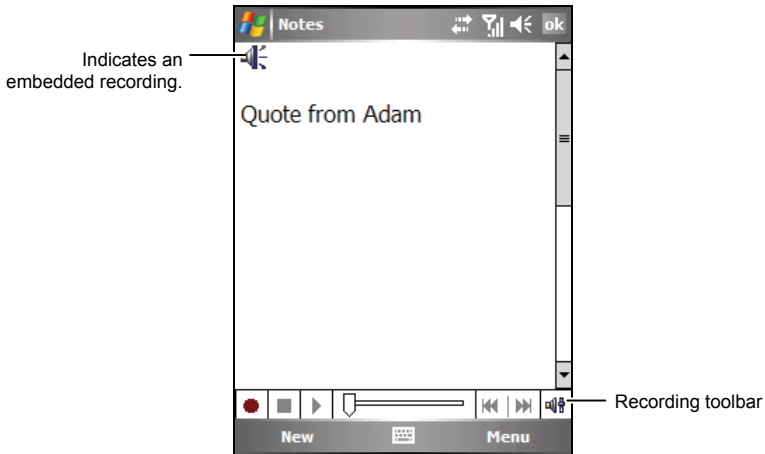 Notes
ok
Indicates an
embedded recording.
Quote from Adam
Recording toolbar
New
Menu